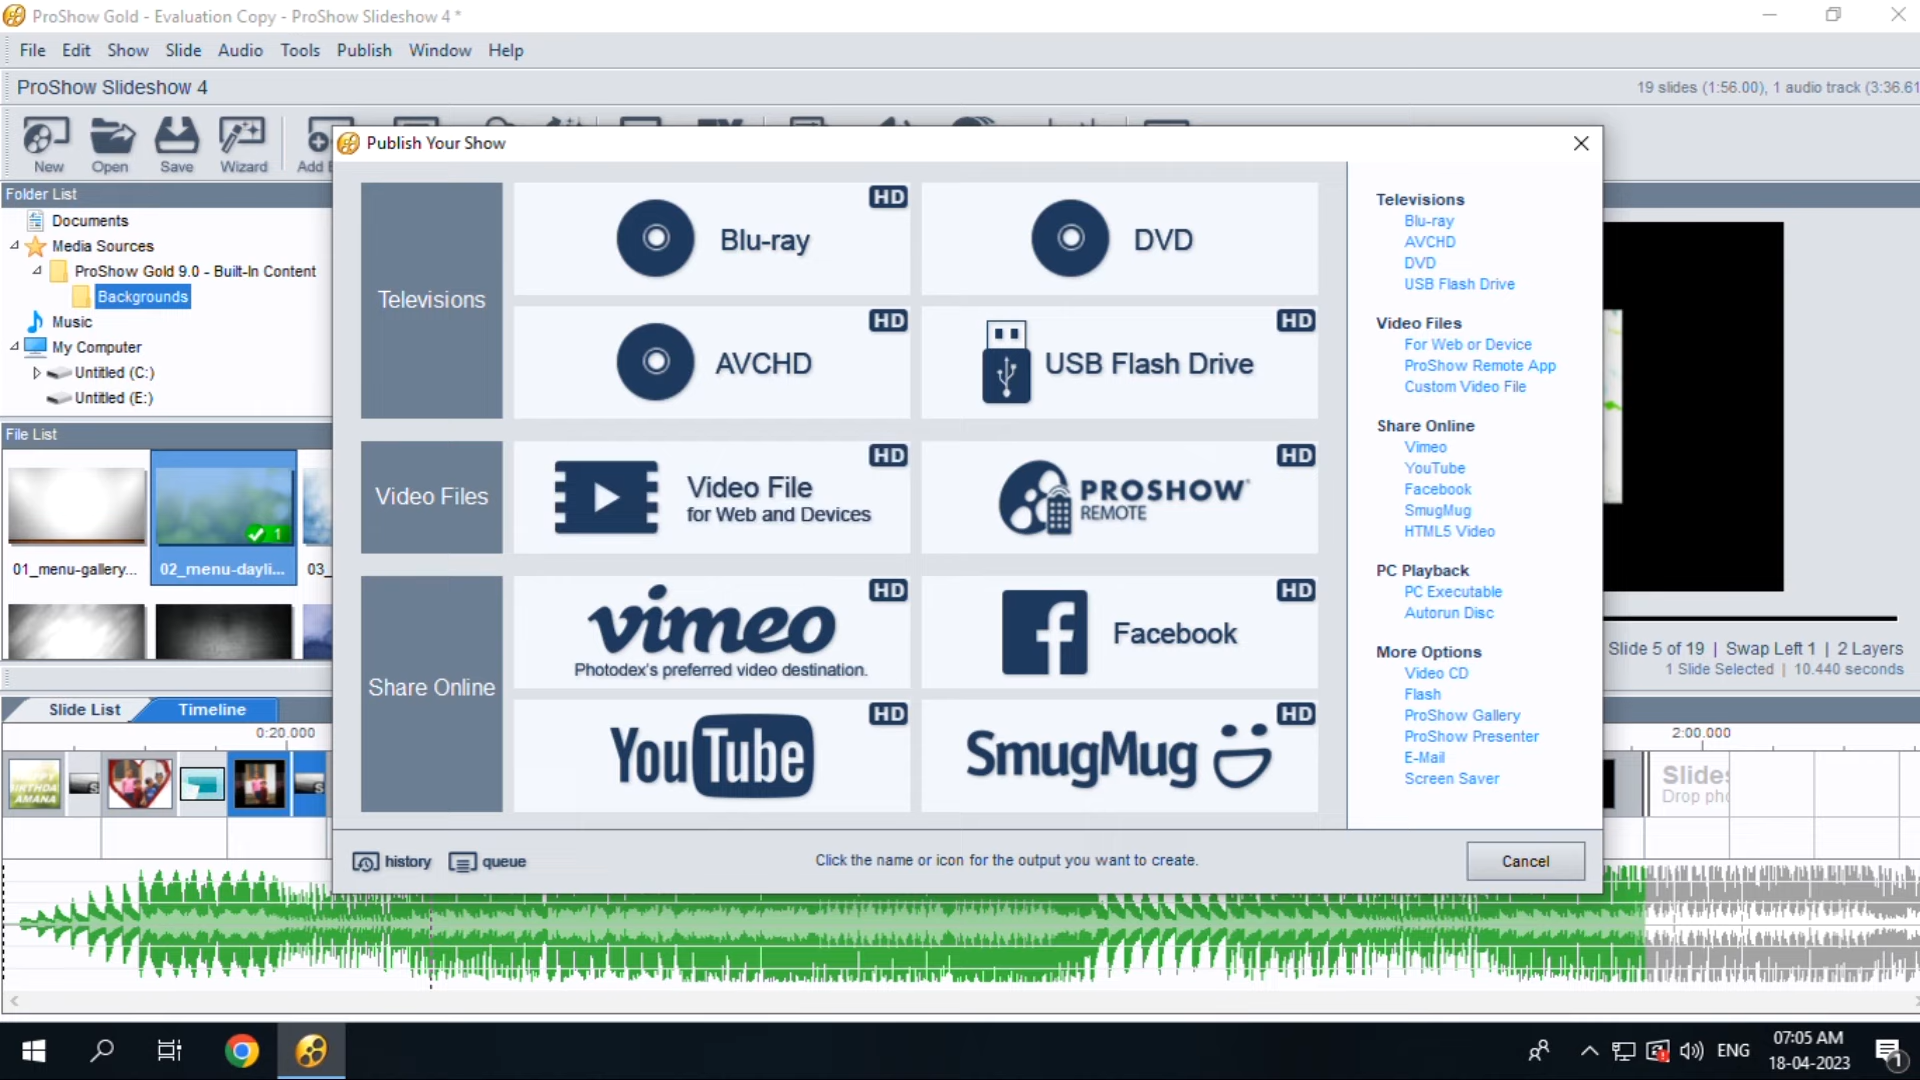 ProShow Gold - Evaluation Copy - ProShow Slideshow 4 *
File Edit Show Slide Audio Tools Publish Window Help
ProShow Slideshow 4
19 slides (1:56.00), 1 audio track (3:36.61
New Open Save Wizard Add
Folder List
Documents
Media Sources
ProShow Gold 9.0 - Built-In Content
Backgrounds
Music
My Computer
Untitled (C:)
Untitled (E:)
File List
1
01_menu-gallery... 02_menu-dayli... 03_
Publish Your Show
Televisions
Blu-ray HD
DVD
AVCHD HD
USB Flash Drive HD
Video Files
Video File HD
for Web and Devices
PROSHOW HD
REMOTE
Share Online
vimeo HD
Photodex's preferred video destination.
Facebook HD
YouTube HD
SmugMug HD
Televisions
Blu-ray
AVCHD
DVD
USB Flash Drive
Video Files
For Web or Device
ProShow Remote App
Custom Video File
Share Online
Vimeo
YouTube
Facebook
SmugMug
HTML5 Video
PC Playback
PC Executable
Autorun Disc
More Options
Video CD
Flash
ProShow Gallery
ProShow Presenter
E-Mail
Screen Saver
history queue
Click the name or icon for the output you want to create.
Cancel
Slide 5 of 19 | Swap Left 1 | 2 Layers
1 Slide Selected | 10.440 seconds
Slide List Timeline
0:20.000
2:00.000
BIRTHDA
AMANA
S
S
Slides
Drop pho
ENG
07:05 AM
18-04-2023
1